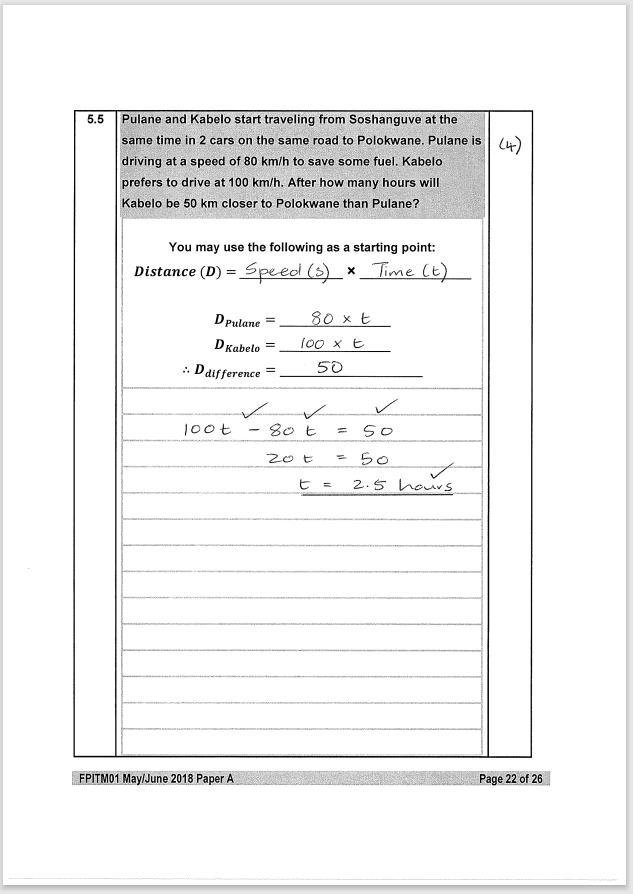 5.5 Pulane and Kabelo start traveling from Soshanguve at the
same time in 2 cars on the same road to Polokwane. Pulane is
driving at a speed of 80 km/h to save some fuel. Kabelo
prefers to drive at 100 km/h. After how many hours will
Kabelo be 50 km closer to Polokwane than Pulane?
(4)
You may use the following as a starting point:
Distance (D) = Speed (s) × Time (t)
D Pulane = 80 × t
D Kabelo = 100 × t
∴ D difference = 50
✓ ✓ ✓
100t - 80t = 50
20t = 50
✓
t = 2.5 hours
FPITM01 May/June 2018 Paper A Page 22 of 26